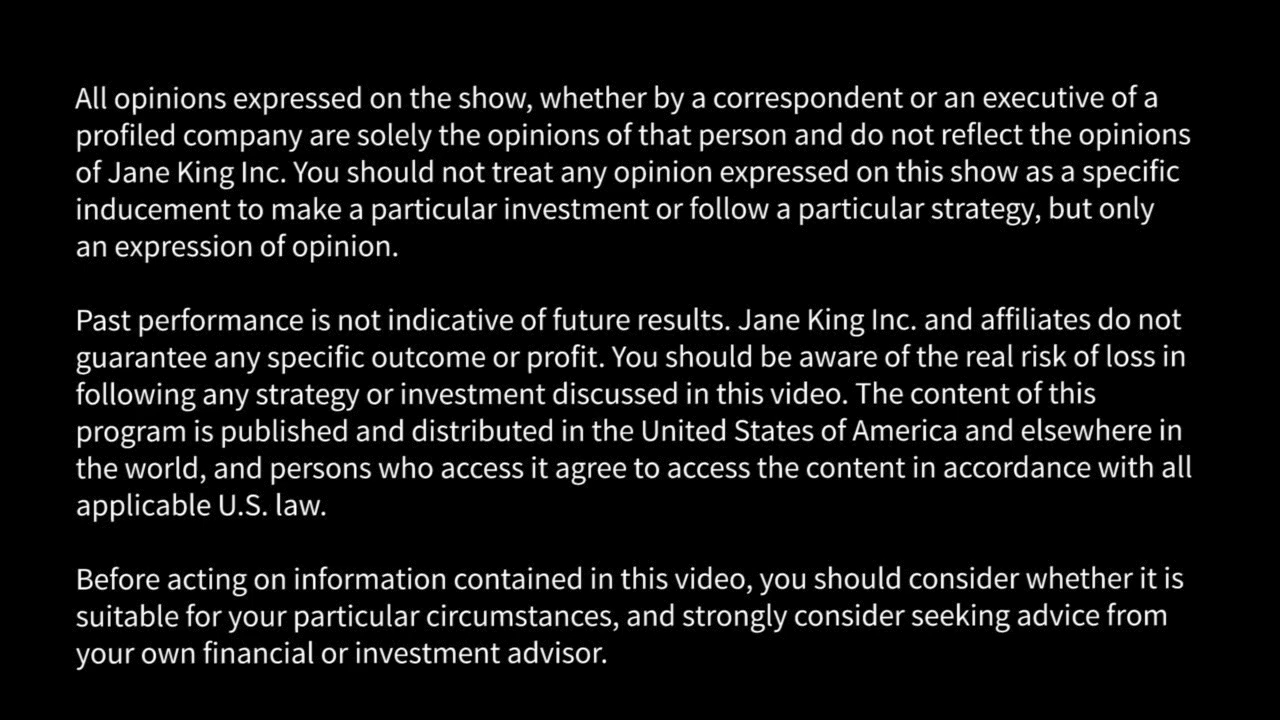 All opinions expressed on the show, whether by a correspondent or an executive of a
profiled company are solely the opinions of that person and do not reflect the opinions
of Jane King Inc. You should not treat any opinion expressed on this show as a specific
inducement to make a particular investment or follow a particular strategy, but only
an expression of opinion.
Past performance is not indicative of future results. Jane King Inc. and affiliates do not
guarantee any specific outcome or profit. You should be aware of the real risk of loss in
following any strategy or investment discussed in this video. The content of this
program is published and distributed in the United States of America and elsewhere in
the world, and persons who access it agree to access the content in accordance with all
applicable U.S. law.
Before acting on information contained in this video, you should consider whether it is
suitable for your particular circumstances, and strongly consider seeking advice from
your own financial or investment advisor.